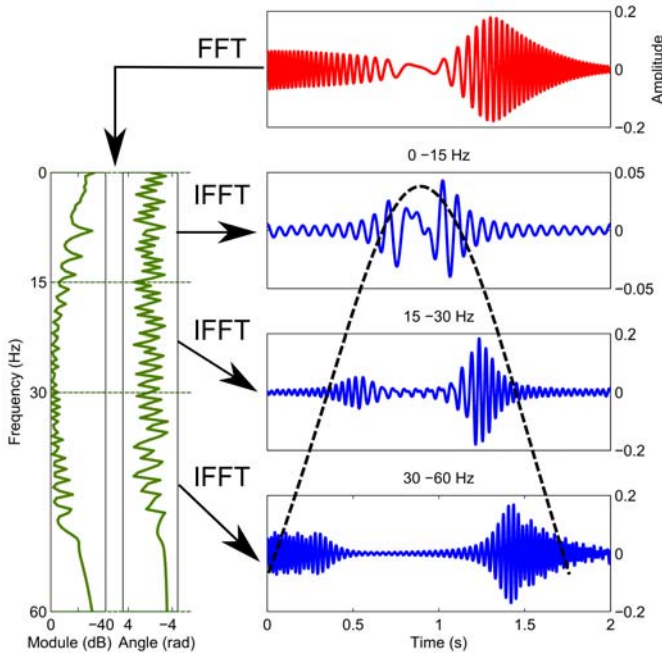 FFT
0.2
0
-0.2
Amplitude
0 −15 Hz
0
15
30
60
Frequency (Hz)
IFFT
0.05
0
-0.05
15 −30 Hz
IFFT
0.2
0
-0.2
30 −60 Hz
IFFT
0.2
0
-0.2
0 −40 4 −4
Module (dB) Angle (rad)
0 0.5 1 1.5 2
Time (s)